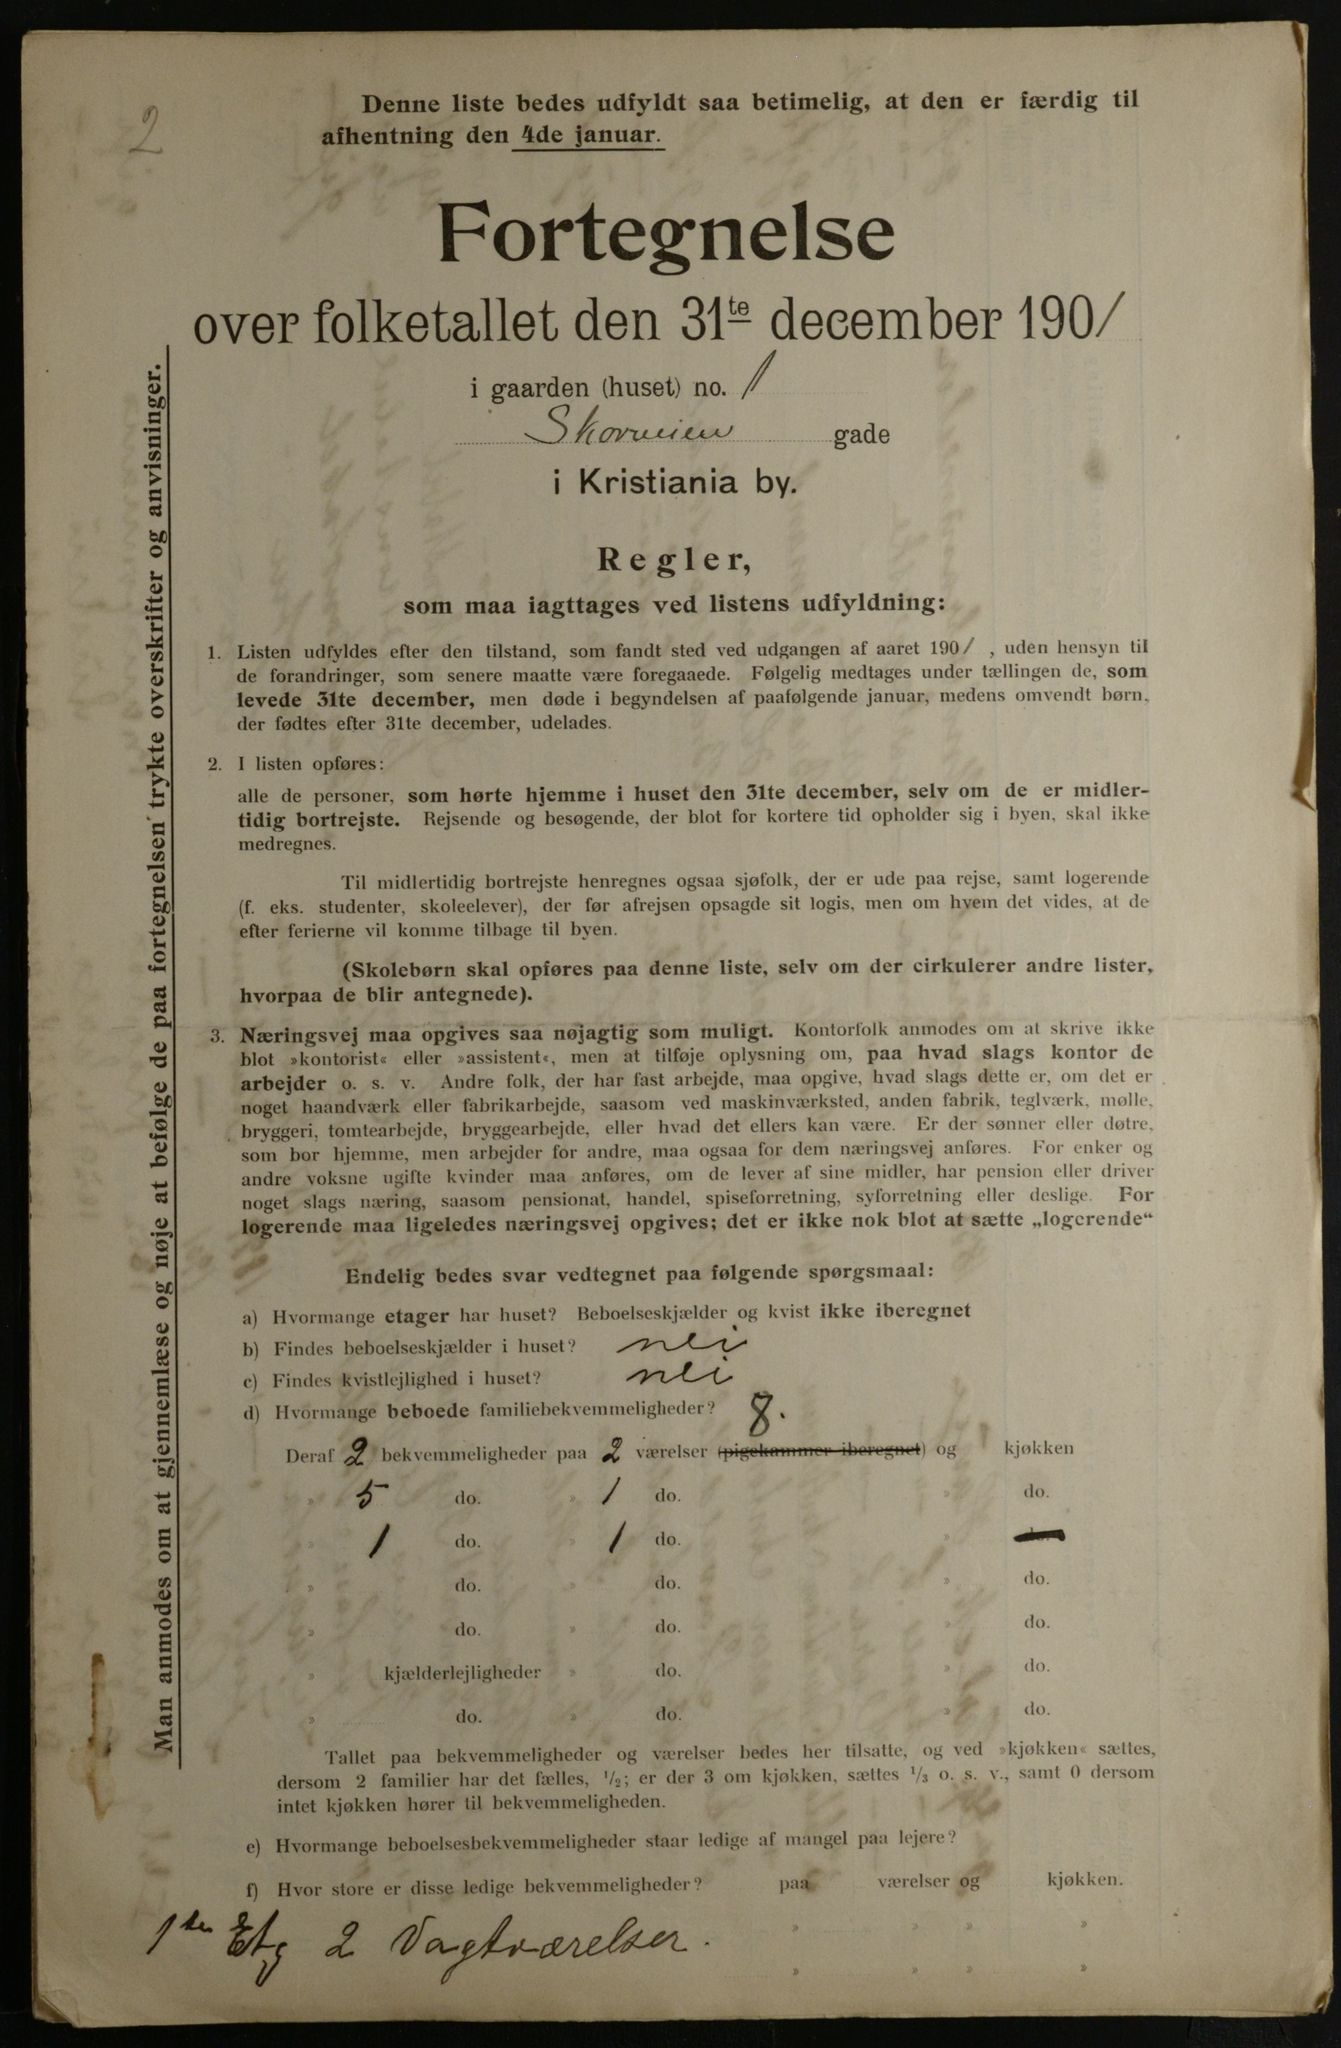 2
Denne liste bedes udfyldt saa betimelig, at den er færdig til
afhentning den 4de januar.
Fortegnelse
over folketallet den 31te december 190/
i gaarden (huset) no. 1
Skovveien gade
i Kristiania by.
Regler,
som maa iagttages ved listens udfyldning:
1. Listen udfyldes efter den tilstand, som fandt sted ved udgangen af aaret 190/ , uden hensyn til
de forandringer, som senere maatte være foregaaede. Følgelig medtages under tællingen de, som
levede 31te december, men døde i begyndelsen af paafølgende januar, medens omvendt børn,
der fødtes efter 31te december, udelades.
2. I listen opføres:
alle de personer, som hørte hjemme i huset den 31te december, selv om de er midler-
tidig bortrejste. Rejsende og besøgende, der blot for kortere tid opholder sig i byen, skal ikke
medregnes.
Til midlertidig bortrejste henregnes ogsaa sjøfolk, der er ude paa rejse, samt logerende
(f. eks. studenter, skoleelever), der før afrejsen opsagde sit logis, men om hvem det vides, at de
efter ferierne vil komme tilbage til byen.
(Skolebørn skal opføres paa denne liste, selv om der cirkulerer andre lister,
hvorpaa de blir antegnede).
3. Næringsvej maa opgives saa nøjagtig som muligt. Kontorfolk anmodes om at skrive ikke
blot »kontorist« eller »assistent«, men at tilføje oplysning om, paa hvad slags kontor de
arbejder o. s. v. Andre folk, der har fast arbejde, maa opgive, hvad slags dette er, om det er
noget haandværk eller fabrikarbejde, saasom ved maskinværksted, anden fabrik, teglværk, mølle,
bryggeri, tomtearbejde, bryggearbejde, eller hvad det ellers kan være. Er der sønner eller døtre,
som bor hjemme, men arbejder for andre, maa ogsaa for dem næringsvej anføres. For enker og
andre voksne ugifte kvinder maa anføres, om de lever af sine midler, har pension eller driver
noget slags næring, saasom pensionat, handel, spiseforretning, syforretning eller deslige. For
logerende maa ligeledes næringsvej opgives; det er ikke nok blot at sætte „logerende“
Endelig bedes svar vedtegnet paa følgende spørgsmaal:
a) Hvormange etager har huset? Beboelseskjælder og kvist ikke iberegnet
b) Findes beboelseskjælder i huset? nei
c) Findes kvistlejlighed i huset? nei
d) Hvormange beboede familiebekvemmeligheder? 8.
Deraf 2 bekvemmeligheder paa 2 værelser (pigekammer iberegnet) og kjøkken
» 5 do. » 1 do. » do.
» 1 do. » 1 do. do.
» do. » do. » do.
» do. » do. » do.
» kjælderlejligheder » do. » do.
» do. » do. » do.
Tallet paa bekvemmeligheder og værelser bedes her tilsatte, og ved »kjøkken« sættes,
dersom 2 familier har det fælles, 1/2; er der 3 om kjøkken, sættes 1/3 o. s. v., samt 0 dersom
intet kjøkken hører til bekvemmeligheden.
e) Hvormange beboelsesbekvemmeligheder staar ledige af mangel paa lejere?
f) Hvor store er disse ledige bekvemmeligheder? paa værelser og kjøkken.
» » » »
1ste Etg 2 Vagtværelser.
» » » »
Man anmodes om at gjennemlæse og nøje at befølge de paa fortegnelsen trykte overskrifter og anvisninger.